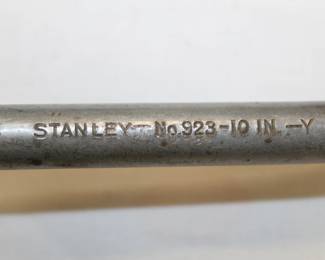 STANLEY — No.923-10 IN. — Y